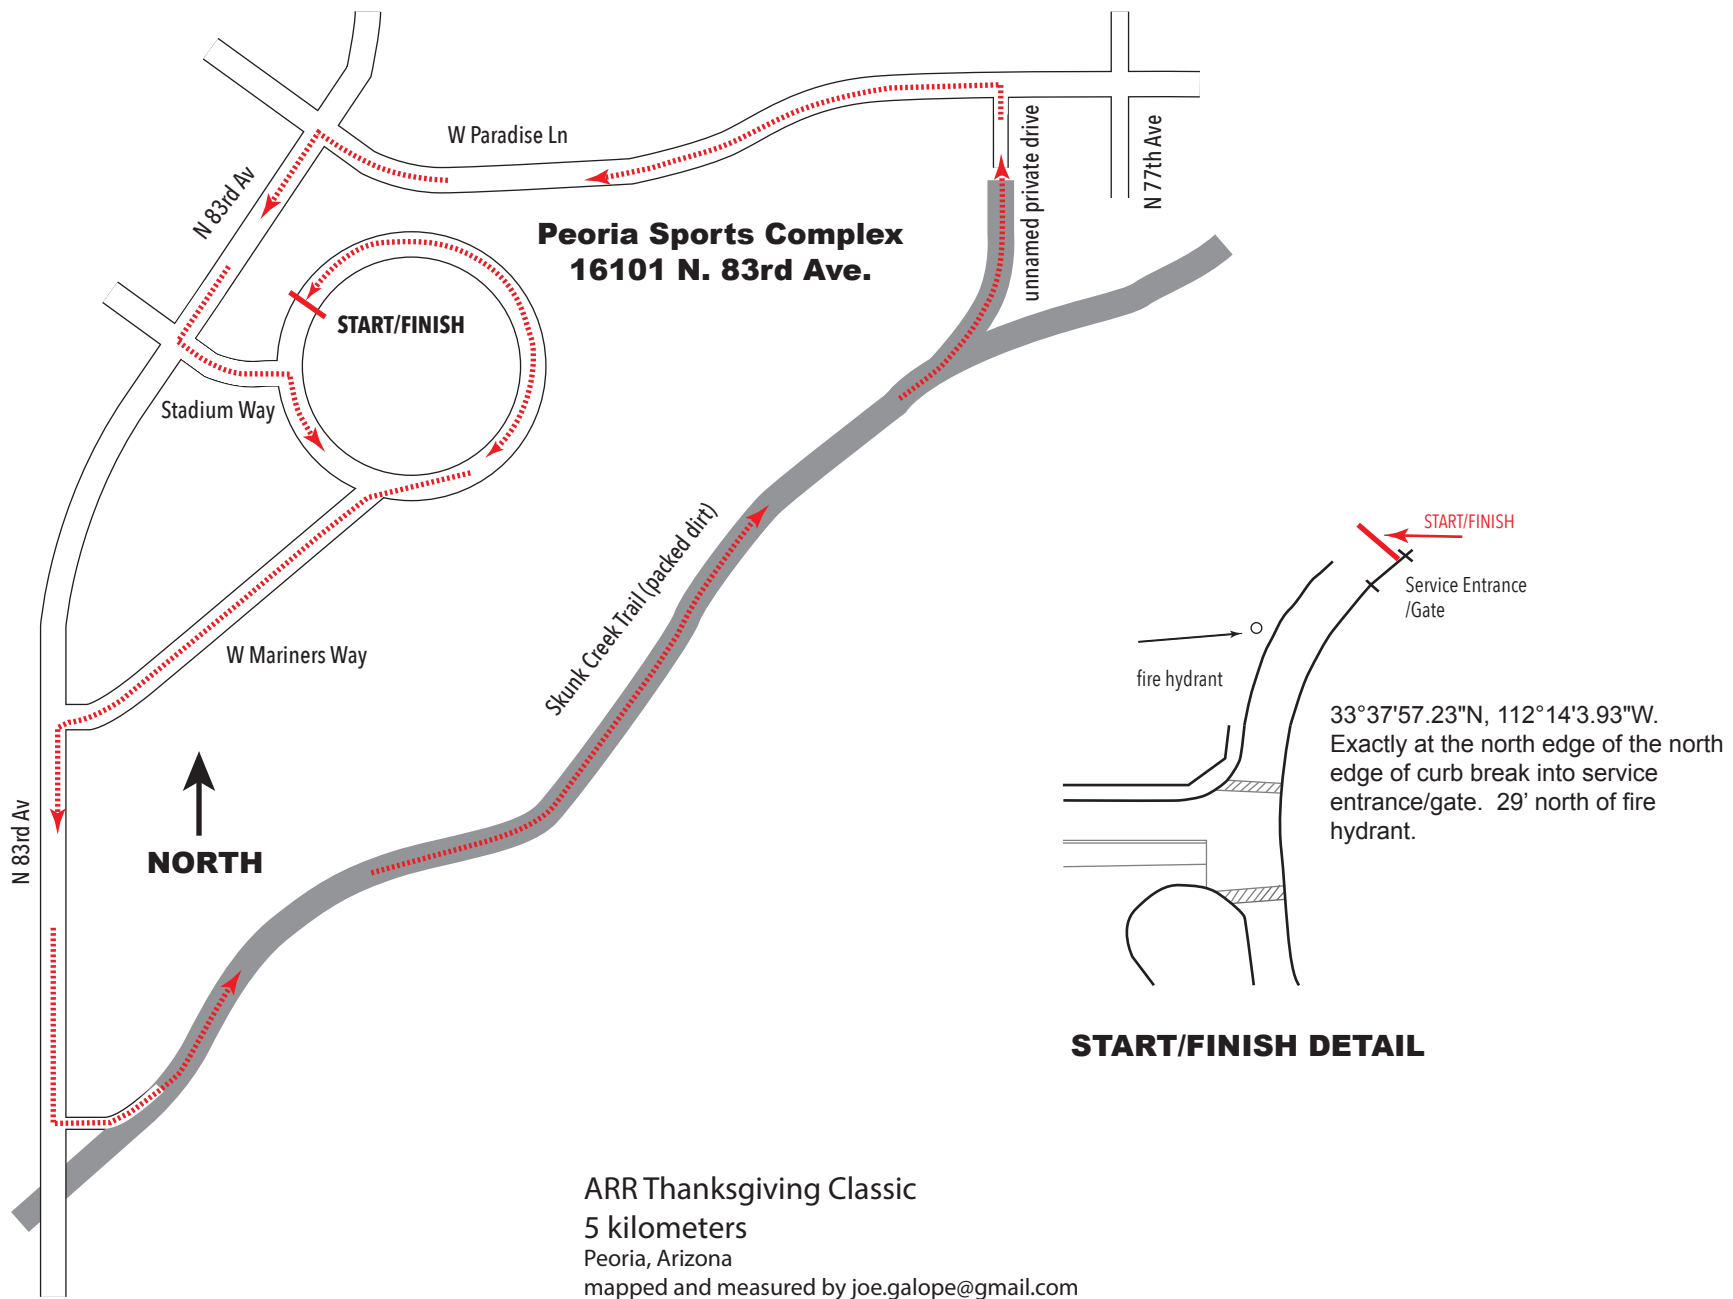 W Paradise Ln
N 83rd Av
unnamed private drive
N 77th Ave
Peoria Sports Complex
16101 N. 83rd Ave.
START/FINISH
Stadium Way
W Mariners Way
Skunk Creek Trail (packed dirt)
N 83rd Av
NORTH
START/FINISH
Service Entrance
/Gate
fire hydrant
33°37'57.23"N, 112°14'3.93"W.
Exactly at the north edge of the north
edge of curb break into service
entrance/gate.  29’ north of fire
hydrant.
START/FINISH DETAIL
ARR Thanksgiving Classic
5 kilometers
Peoria, Arizona
mapped and measured by joe.galope@gmail.com